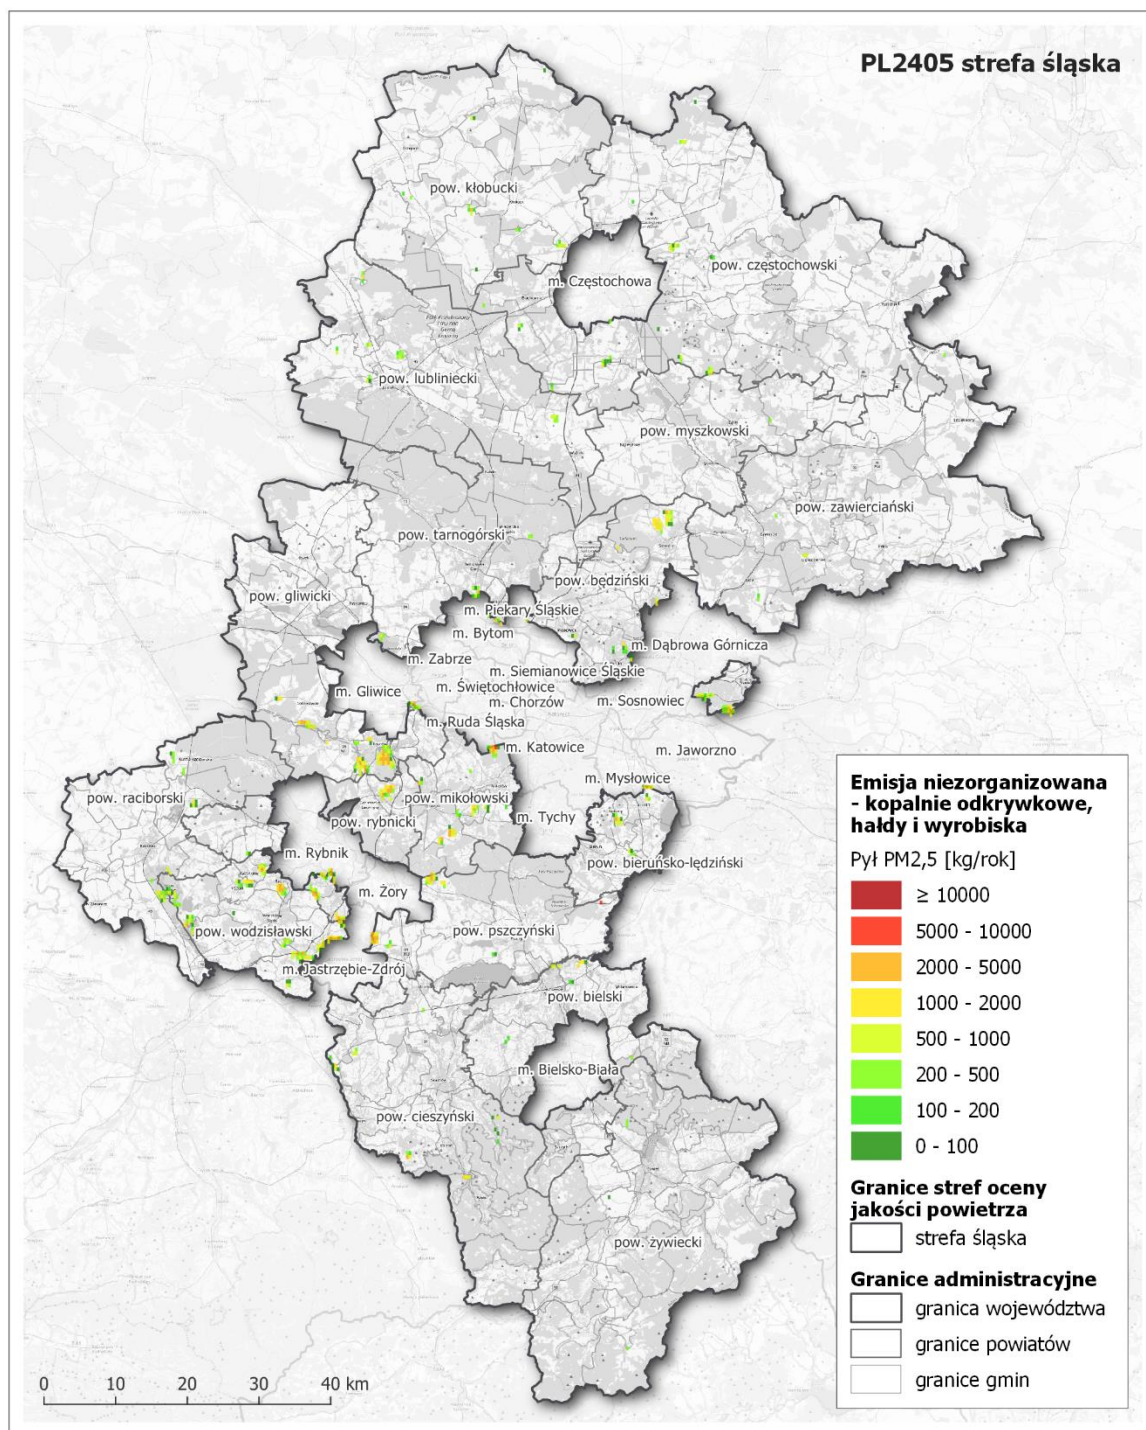 PL2405 strefa śląska
pow. kłobucki
pow. częstochowski
m. Częstochowa
pow. lubliniecki
pow. myszkowski
pow. zawierciański
pow. tarnogórski
pow. będziński
pow. gliwicki
m. Piekary Śląskie
m. Bytom
m. Dąbrowa Górnicza
m. Zabrze
m. Siemianowice Śląskie
m. Gliwice
m. Świętochłowice
m. Chorzów
m. Sosnowiec
m. Ruda Śląska
m. Katowice
m. Jaworzno
m. Mysłowice
pow. raciborski
pow. mikołowski
m. Tychy
pow. rybnicki
m. Rybnik
pow. bieruńsko-lędziński
m. Żory
pow. wodzisławski
pow. pszczyński
m. Jastrzębie-Zdrój
pow. bielski
m. Bielsko-Biała
pow. cieszyński
pow. żywiecki
Emisja niezorganizowana
- kopalnie odkrywkowe,
hałdy i wyrobiska
Pył PM2,5 [kg/rok]
≥ 10000
5000 - 10000
2000 - 5000
1000 - 2000
500 - 1000
200 - 500
100 - 200
0 - 100
Granice stref oceny
jakości powietrza
strefa śląska
Granice administracyjne
granica województwa
granice powiatów
granice gmin
0 10 20 30 40 km